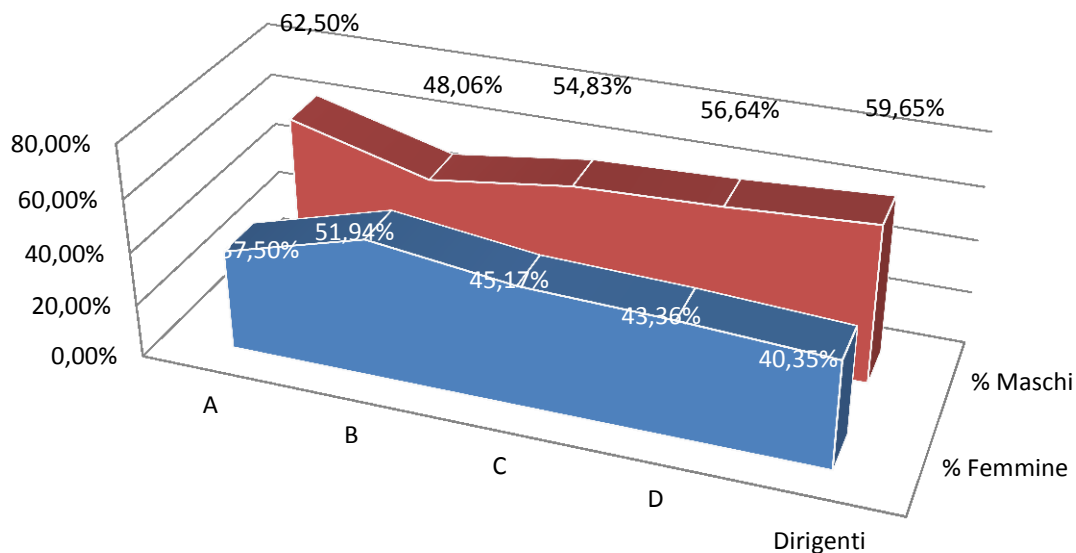 62,50%
48,06%
54,83%
56,64%
59,65%
80,00%
60,00%
40,00%
20,00%
0,00%
37,50%
51,94%
45,17%
43,36%
40,35%
A
B
C
D
Dirigenti
% Maschi
% Femmine